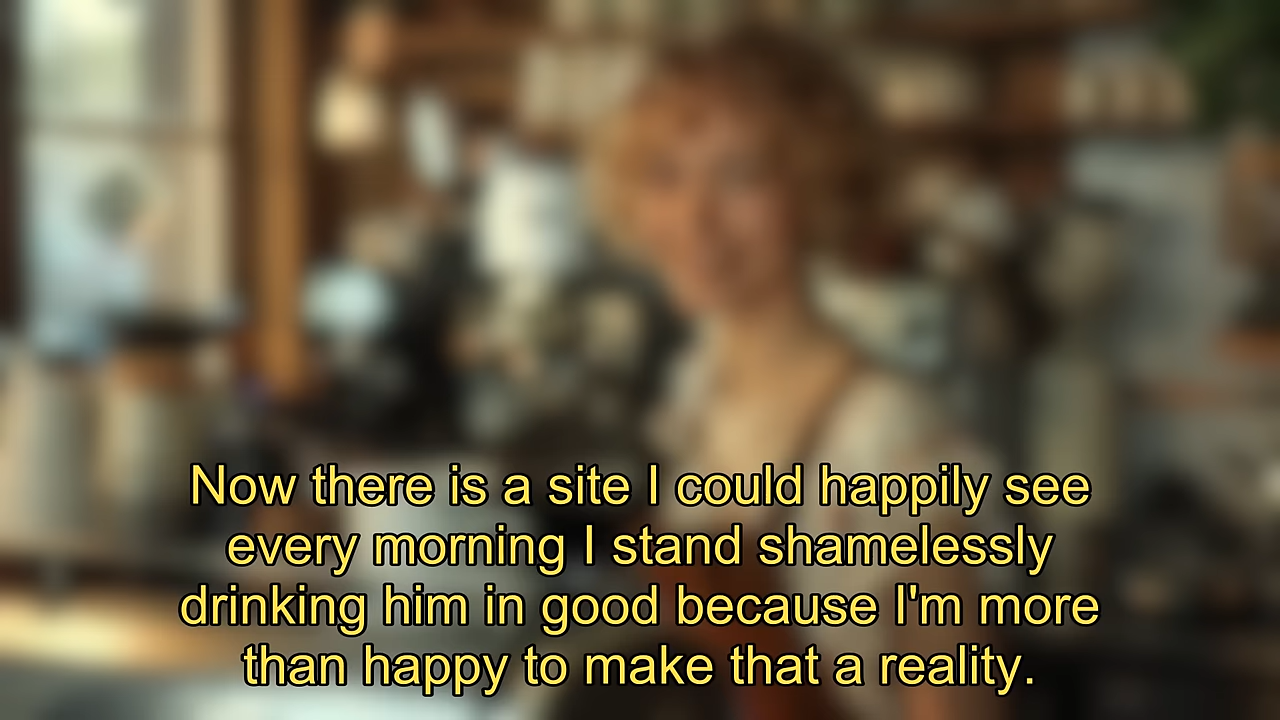 Now there is a site I could happily see
every morning I stand shamelessly
drinking him in good because I'm more
than happy to make that a reality.